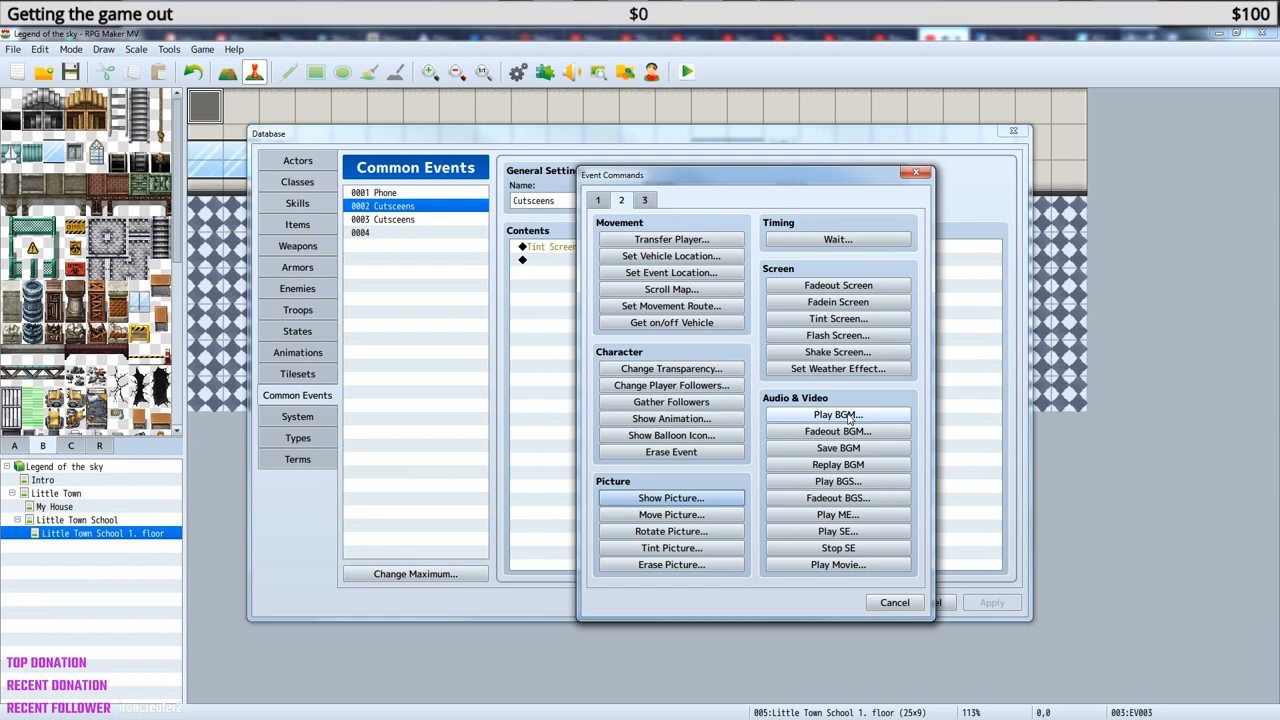 Getting the game out $0 $100
Legend of the sky - RPG Maker MV
File Edit Mode Draw Scale Tools Game Help
Database
Actors
Classes
Skills
Items
Weapons
Armors
Enemies
Troops
States
Animations
Tilesets
Common Events
System
Types
Terms
Common Events
0001 Phone
0002 Cutsceens
0003 Cutsceens
0004
Change Maximum...
General Settin
Name:
Cutsceens
Contents
◆Tint Screen
◆
Event Commands
1 2 3
Movement
Transfer Player...
Set Vehicle Location...
Set Event Location...
Scroll Map...
Set Movement Route...
Get on/off Vehicle
Character
Change Transparency...
Change Player Followers...
Gather Followers
Show Animation...
Show Balloon Icon...
Erase Event
Picture
Show Picture...
Move Picture...
Rotate Picture...
Tint Picture...
Erase Picture...
Timing
Wait...
Screen
Fadeout Screen
Fadein Screen
Tint Screen...
Flash Screen...
Shake Screen...
Set Weather Effect...
Audio & Video
Play BGM...
Fadeout BGM...
Save BGM
Replay BGM
Play BGS...
Fadeout BGS...
Play ME...
Play SE...
Stop SE
Play Movie...
Cancel
el
Apply
A B C R
Legend of the sky
Intro
Little Town
My House
Little Town School
Little Town School 1. floor
TOP DONATION
RECENT DONATION
RECENT FOLLOWER
005:Little Town School 1. floor (25x9) 113% 0,0 003:EV003